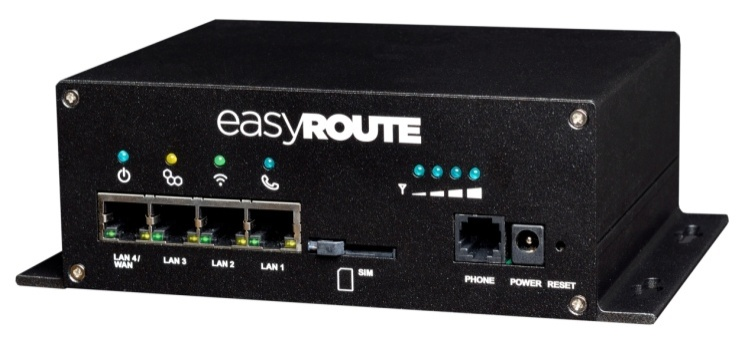 easyROUTE
LAN 4/
WAN
LAN 3
LAN 2
LAN 1
SIM
PHONE
POWER
RESET